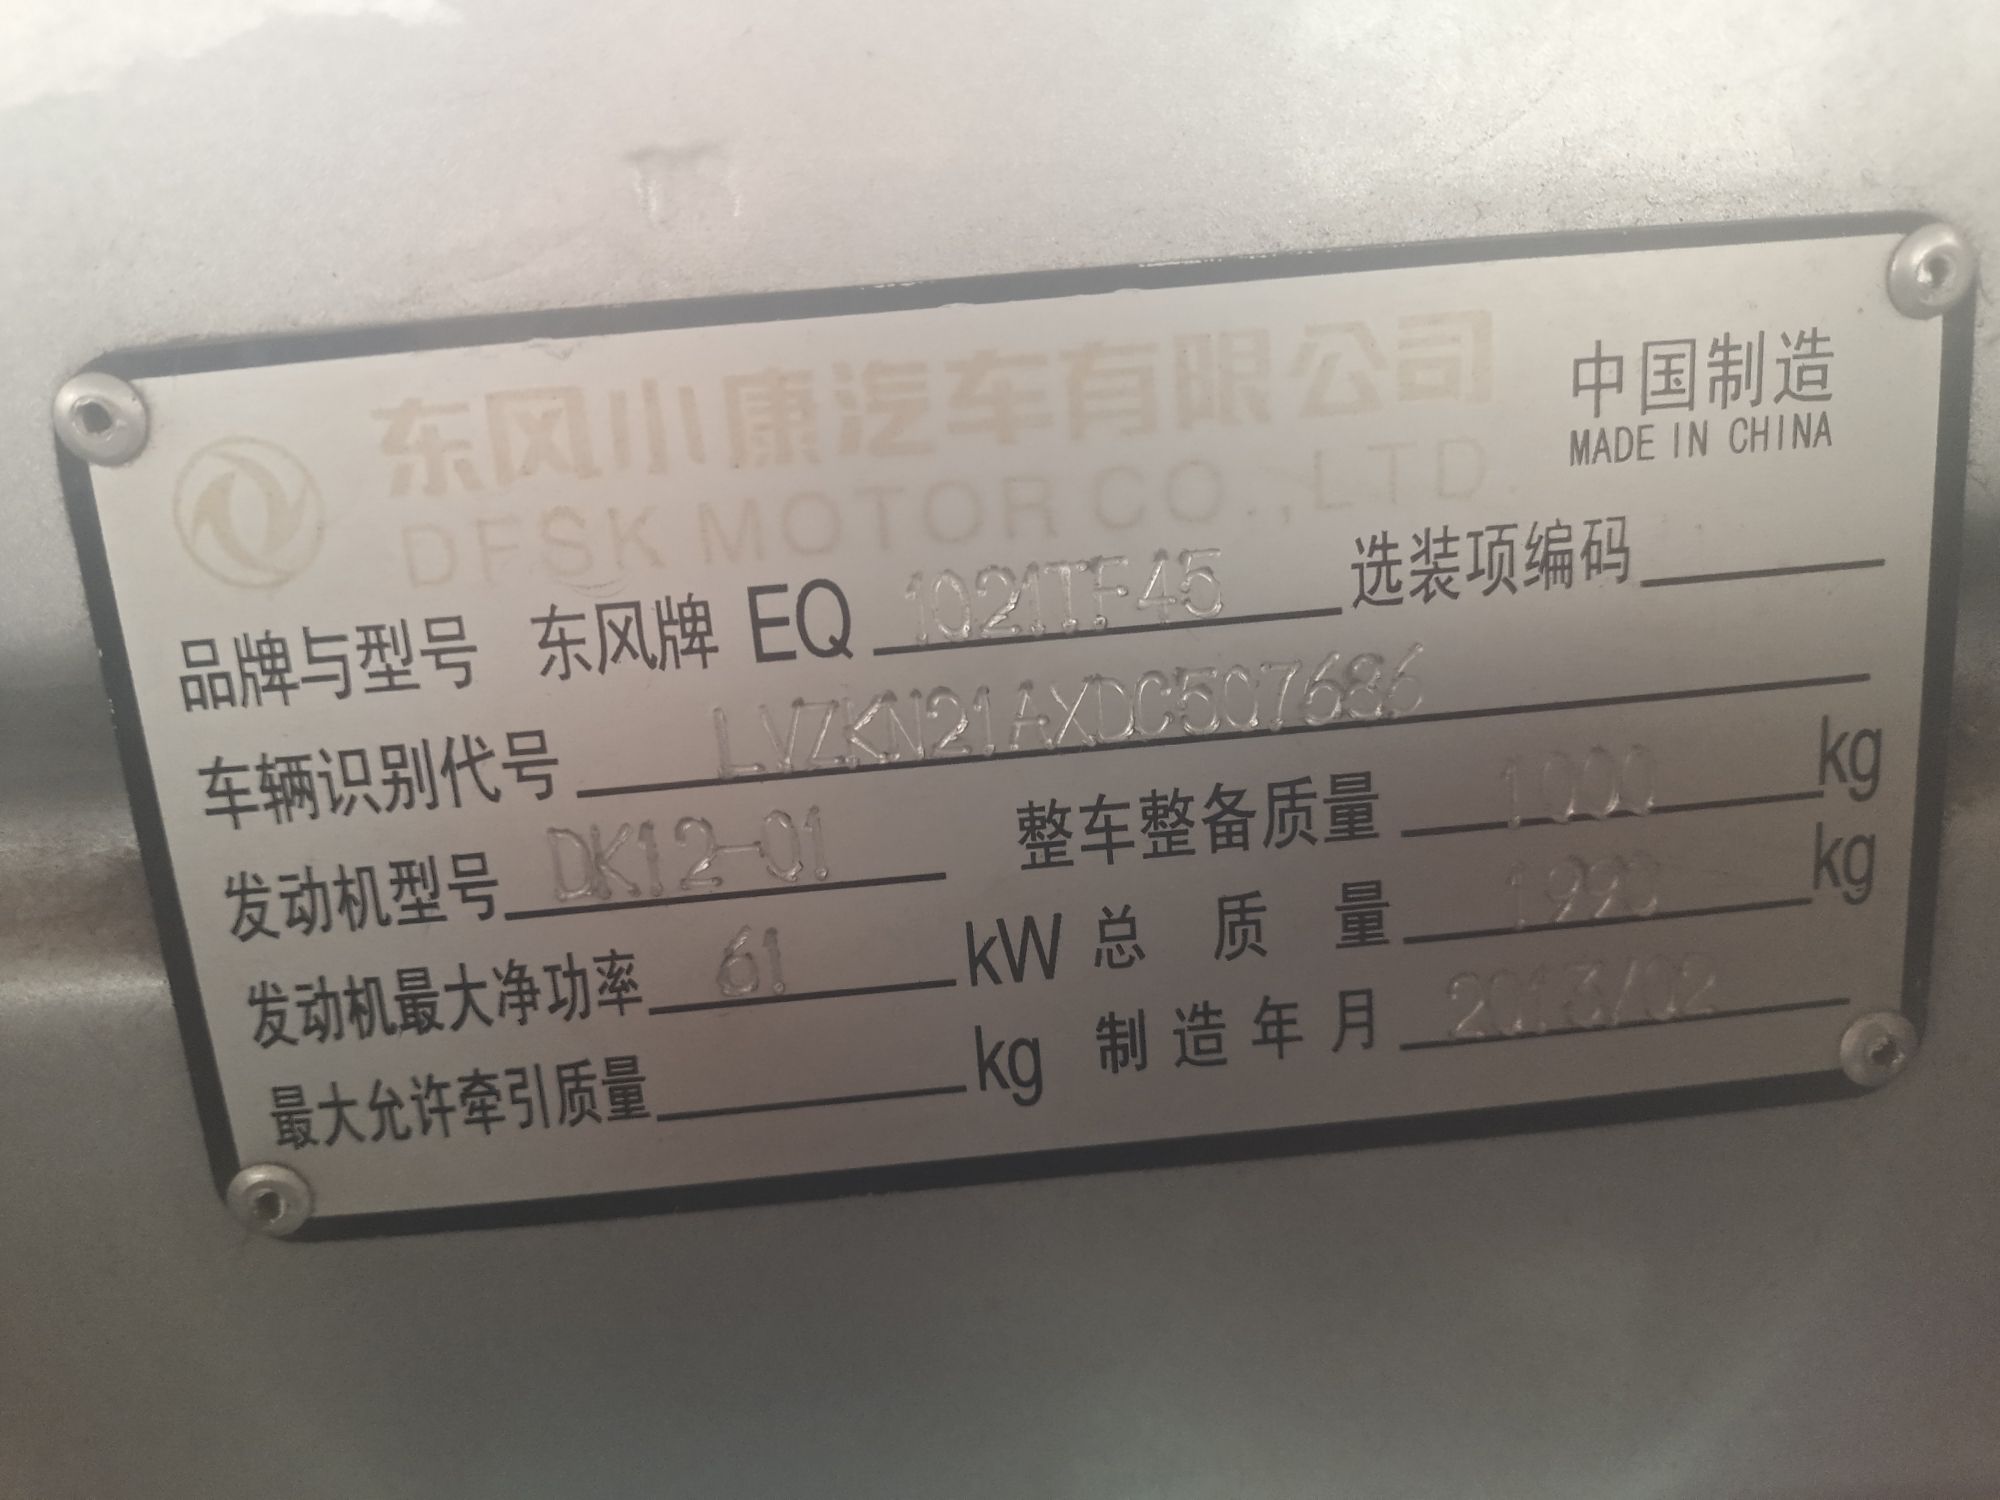 东风小康汽车有限公司
DFSK MOTOR CO.,LTD.
中国制造
MADE IN CHINA
品牌与型号 东风牌 EQ 1021TF45 选装项编码
车辆识别代号 LVZKN21AXDC507686
发动机型号 DK12-01 整车整备质量 1000 kg
发动机最大净功率 61 kW 总质量 kg
最大允许牵引质量 kg 制造年月 2013/02